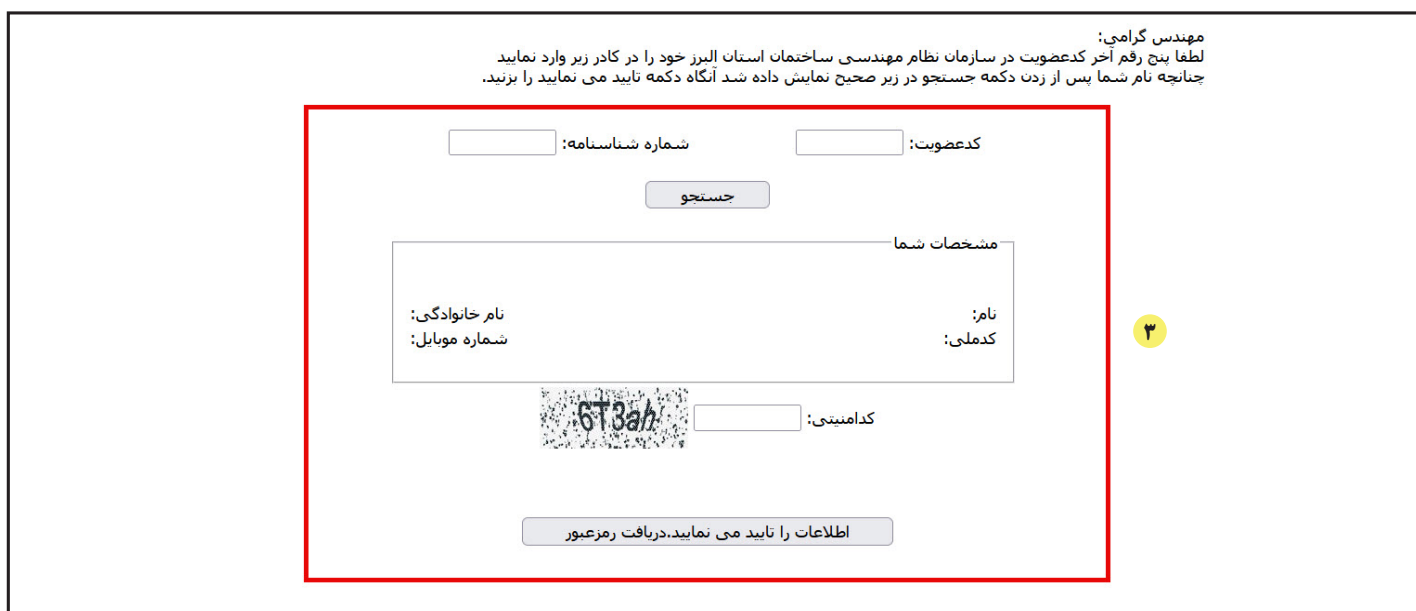 مهندس گرامی:
لطفا پنج رقم آخر کدعضویت در سازمان نظام مهندسی ساختمان استان البرز خود را در کادر زیر وارد نمایید
چنانچه نام شما پس از زدن دکمه جستجو در زیر صحیح نمایش داده شد آنگاه دکمه تایید می نمایید را بزنید.
کدعضویت: شماره شناسنامه:
جستجو
مشخصات شما
نام: نام خانوادگی:
کدملی: شماره موبایل:
۳
کدامنیتی: 6T3ah
اطلاعات را تایید می نمایید.دریافت رمزعبور